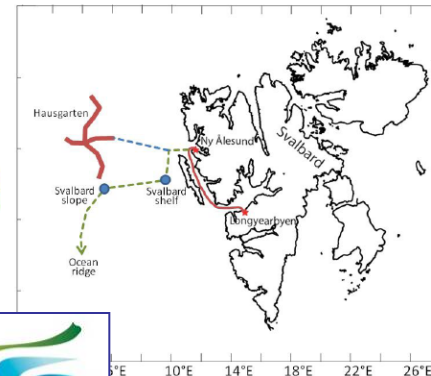 Hausgarten
Ny Ålesund
Svalbard
Svalbard
slope
Svalbard
shelf
Longyearbyen
Ocean
ridge
°E 10°E 14°E 18°E 22°E 26°E